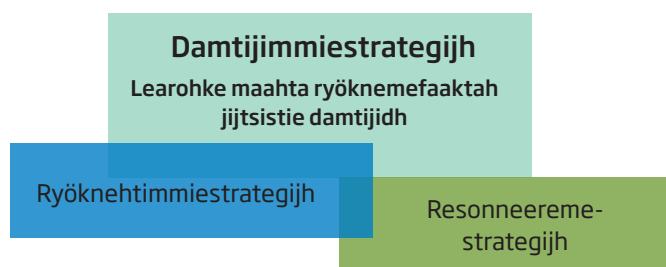 Damtijimmiestrategijh
Learohke maahta ryöknemefaaktah
jijtsistie damtijidh
Ryöknehtimmiestrategijh
Resonneereme-
strategijh